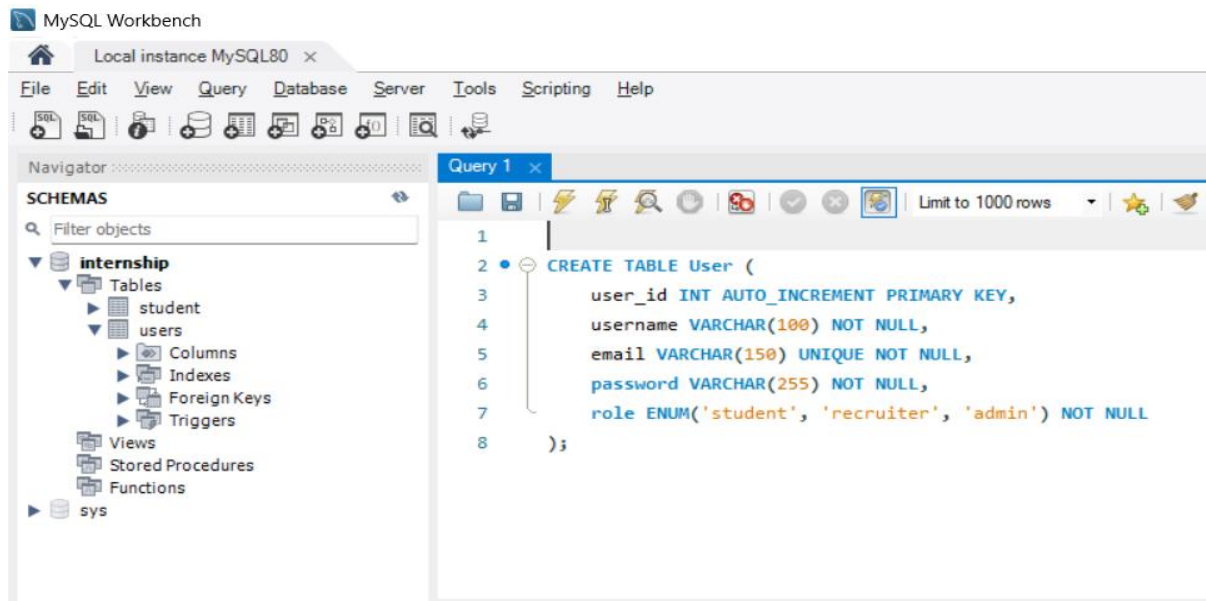 MySQL Workbench
Local instance MySQL80 ×
File Edit View Query Database Server Tools Scripting Help
Navigator
Query 1 ×
SCHEMAS
Limit to 1000 rows
Filter objects
internship
Tables
student
users
Columns
Indexes
Foreign Keys
Triggers
Views
Stored Procedures
Functions
sys
1
2 CREATE TABLE User (
3 user_id INT AUTO_INCREMENT PRIMARY KEY,
4 username VARCHAR(100) NOT NULL,
5 email VARCHAR(150) UNIQUE NOT NULL,
6 password VARCHAR(255) NOT NULL,
7 role ENUM('student', 'recruiter', 'admin') NOT NULL
8 );